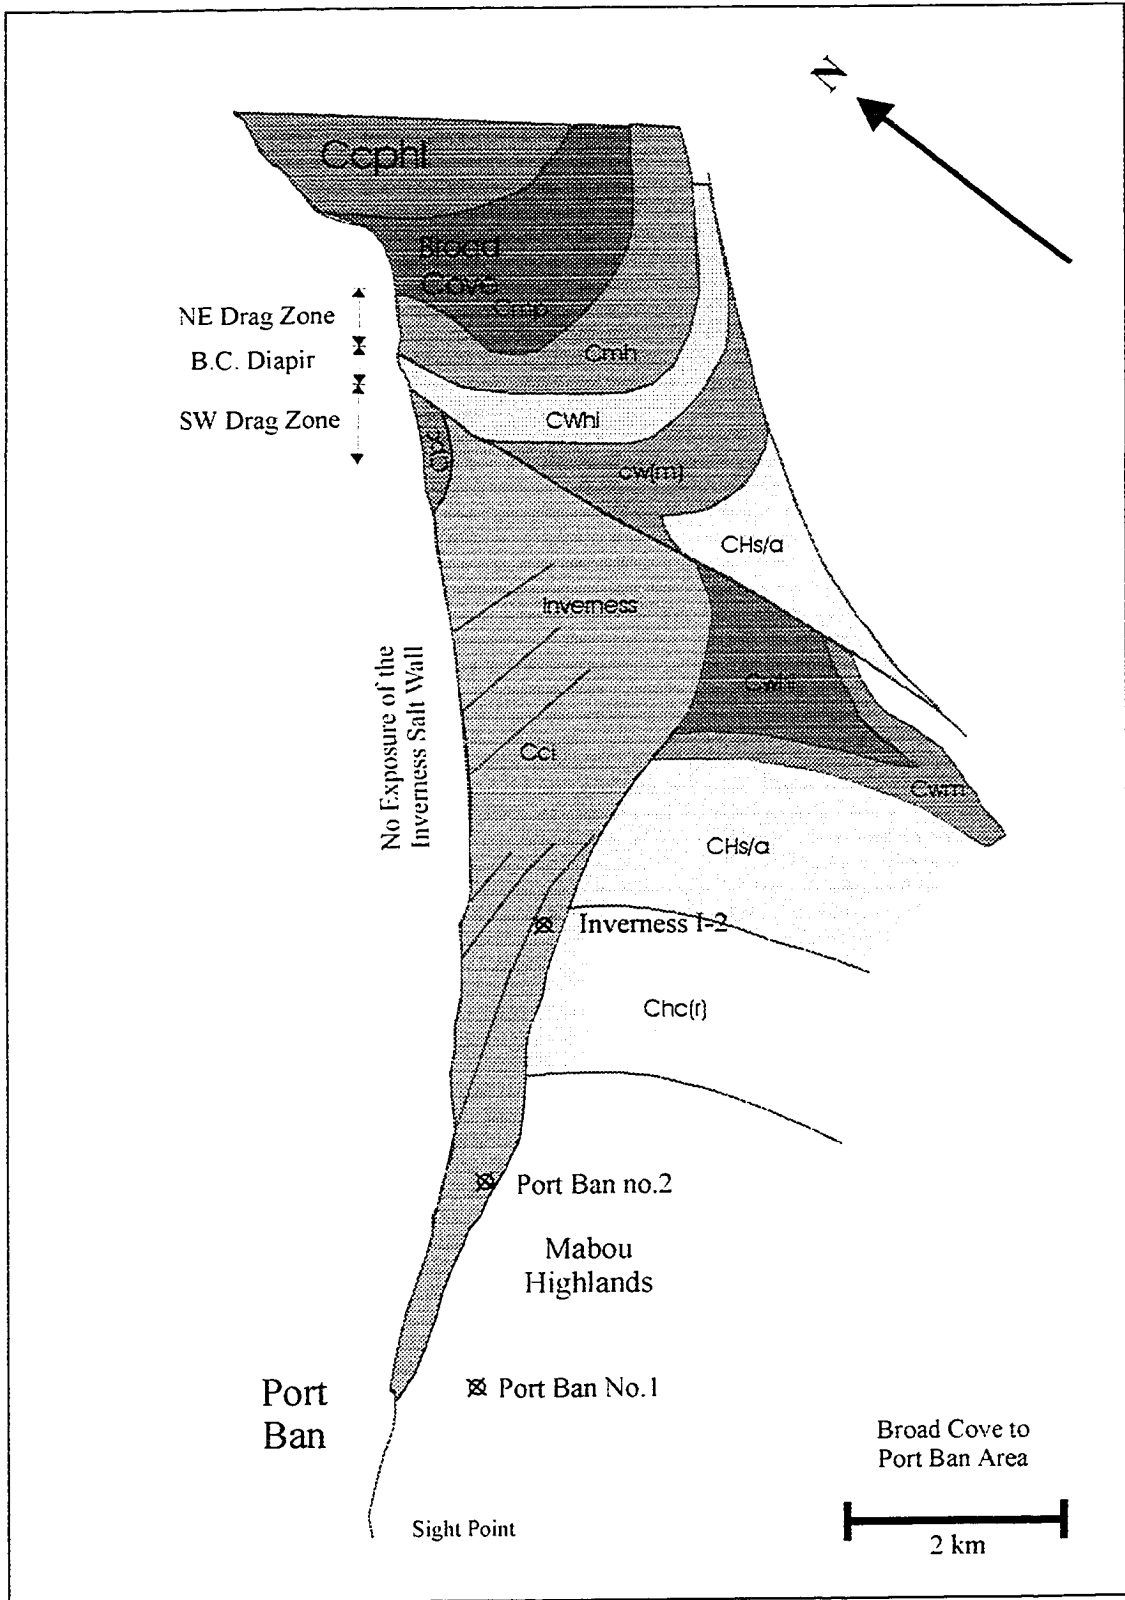 N
Ccphl
Broad
Cove
Cmp
NE Drag Zone
B.C. Diapir
Cmh
SW Drag Zone
CWhl
cw(m)
CHs/a
Inverness
No Exposure of the
Inverness Salt Wall
Cci
Cwm
CHs/a
Inverness I-2
Chc(r)
Port Ban no.2
Mabou
Highlands
Port
Ban
Port Ban No.1
Broad Cove to
Port Ban Area
Sight Point
2 km